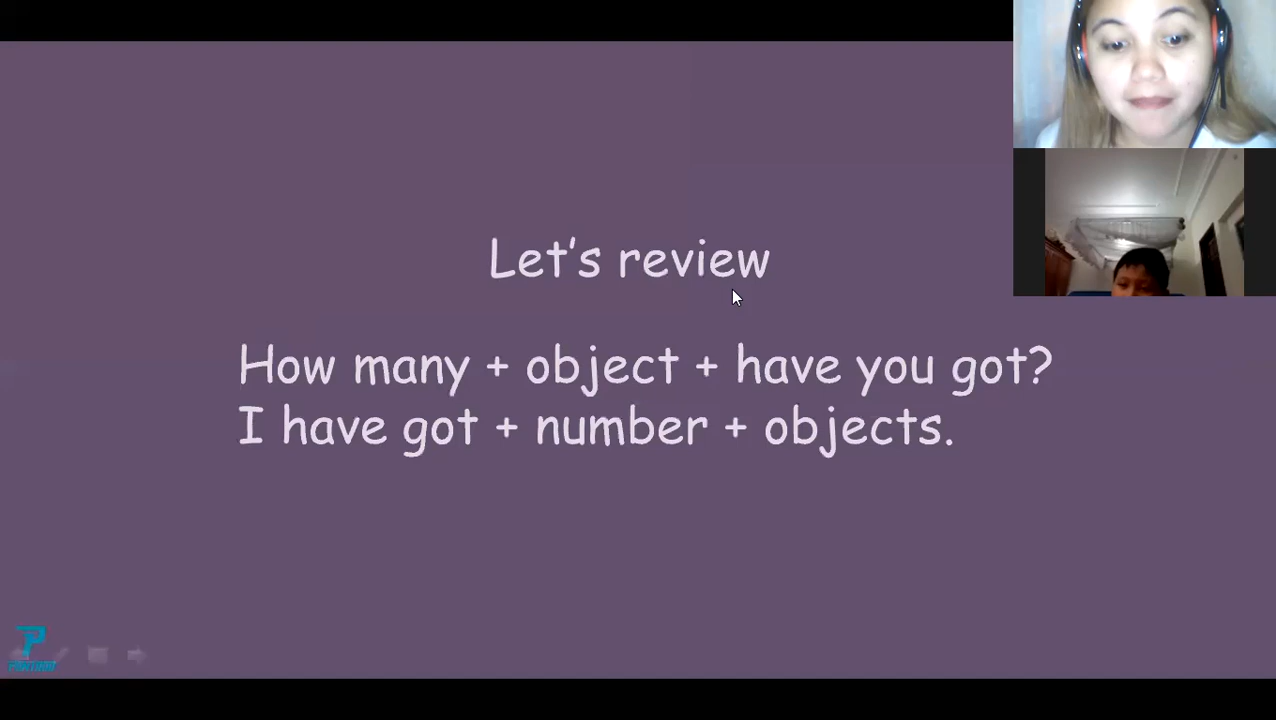 Let's review
How many + object + have you got?
I have got + number + objects.